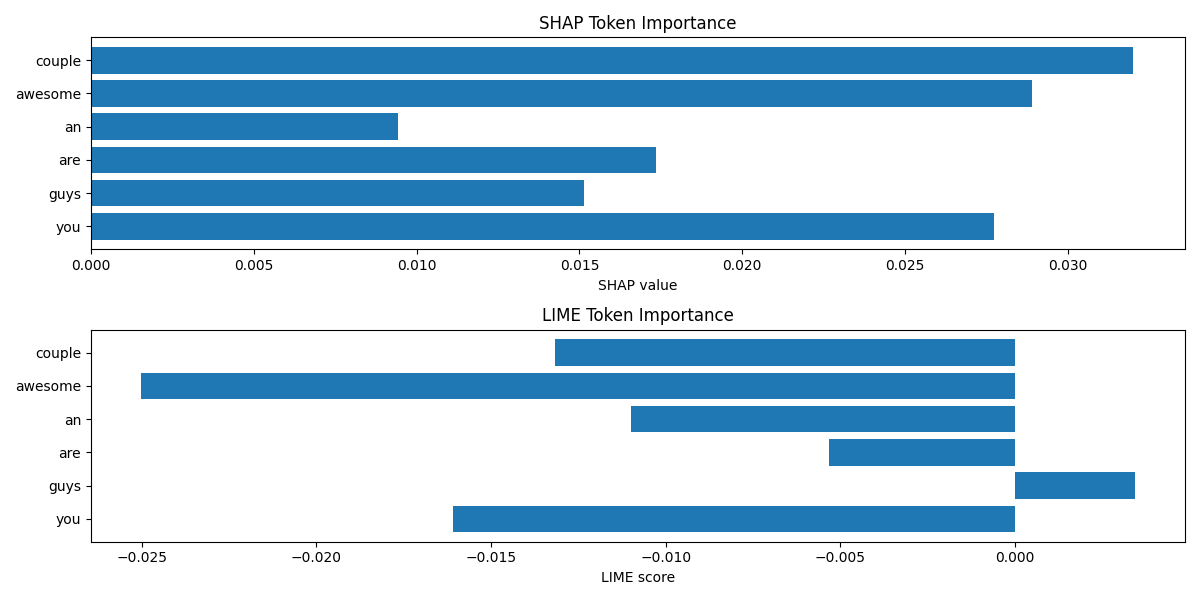 SHAP Token Importance
couple
awesome
an
are
guys
you
0.000 0.005 0.010 0.015 0.020 0.025 0.030
SHAP value
LIME Token Importance
couple
awesome
an
are
guys
you
−0.025 −0.020 −0.015 −0.010 −0.005 0.000
LIME score